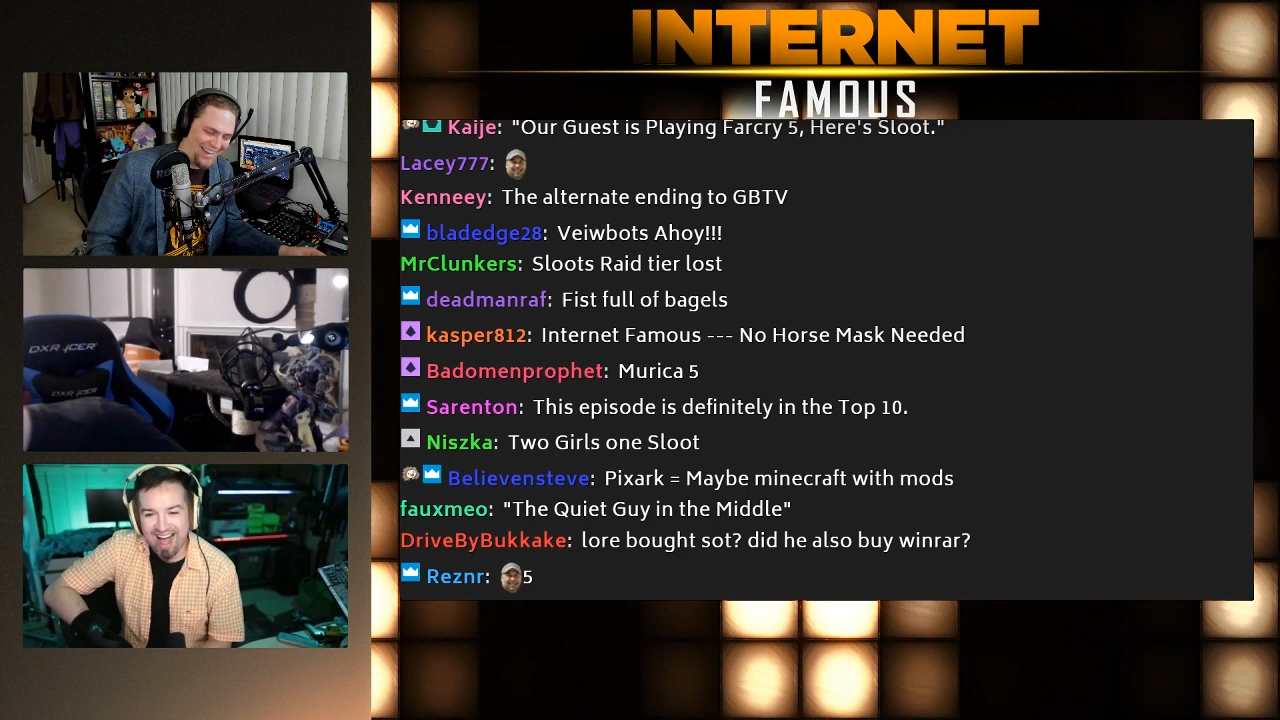 INTERNET
FAMOUS
Kaije: "Our Guest is Playing Farcry 5, Here's Sloot."
Lacey777:
Kenneey: The alternate ending to GBTV
bladedge28: Veiwbots Ahoy!!!
MrClunkers: Sloots Raid tier lost
deadmanraf: Fist full of bagels
kasper812: Internet Famous --- No Horse Mask Needed
Badomenprophet: Murica 5
Sarenton: This episode is definitely in the Top 10.
Niszka: Two Girls one Sloot
Believensteve: Pixark = Maybe minecraft with mods
fauxmeo: "The Quiet Guy in the Middle"
DriveByBukkake: lore bought sot? did he also buy winrar?
Reznr: 5
DXRACER
DXRACER